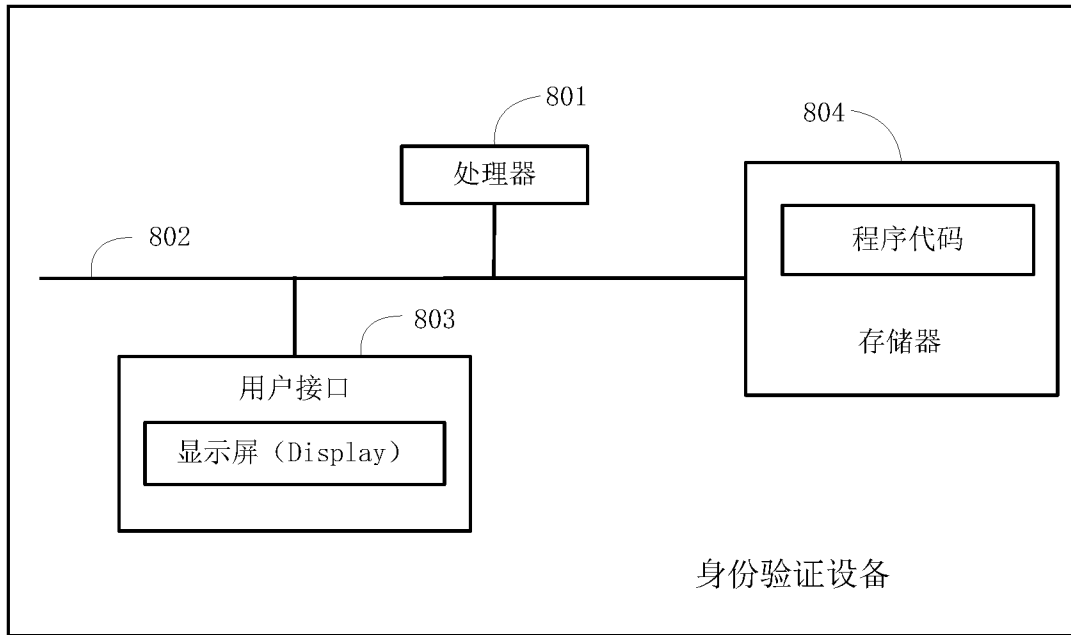 801
处理器
804
程序代码
存储器
802
803
用户接口
显示屏（Display）
身份验证设备